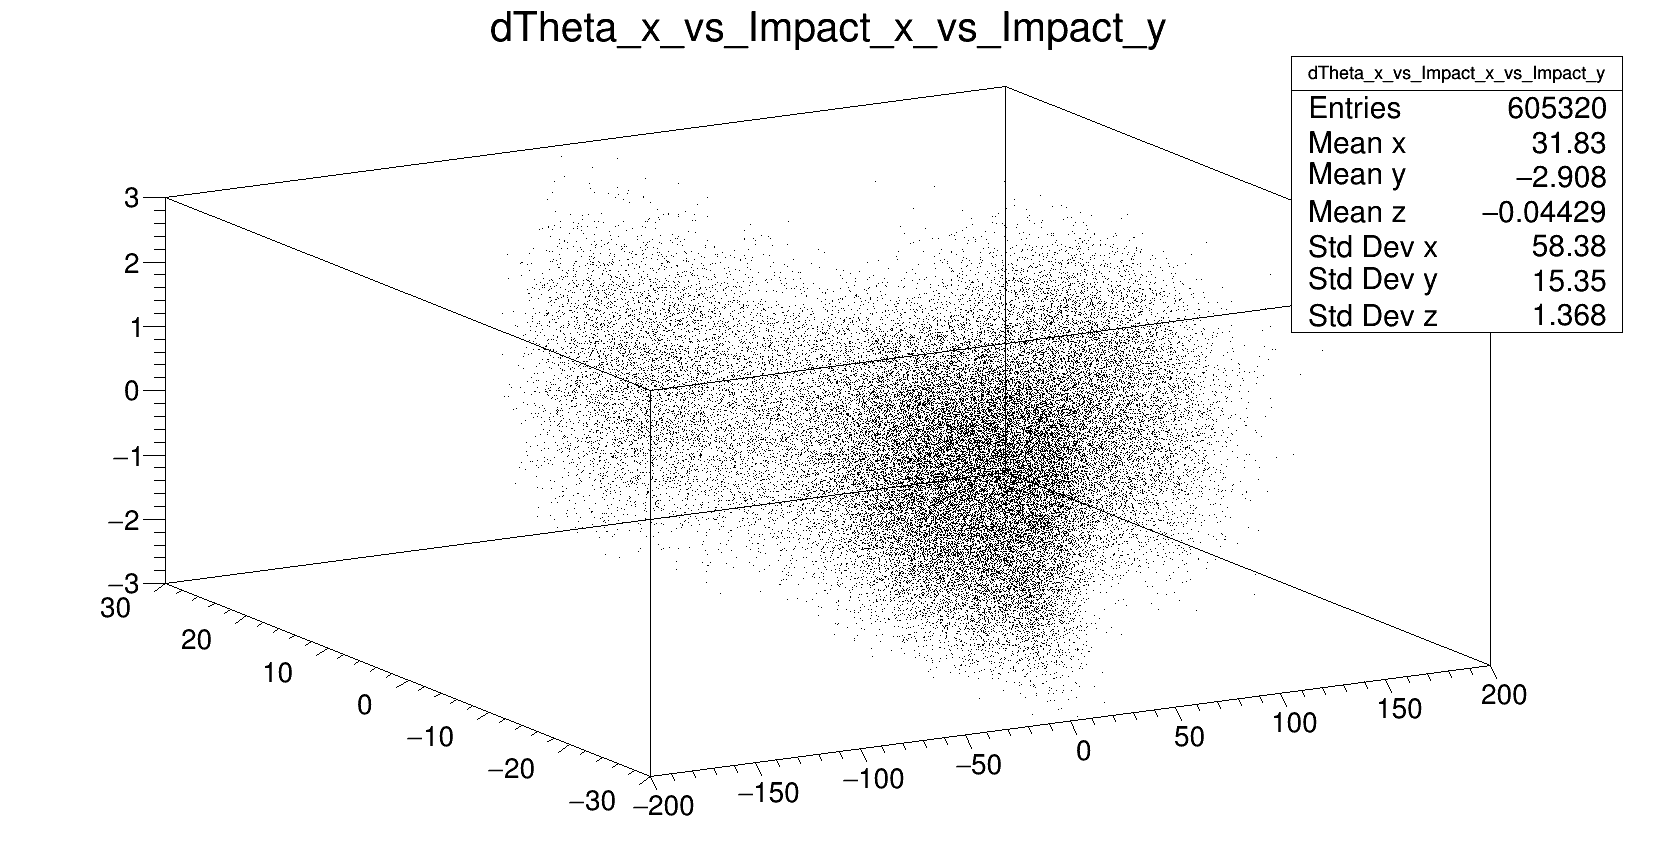 dTheta_x_vs_Impact_x_vs_Impact_y
dTheta_x_vs_Impact_x_vs_Impact_y
Entries 605320
Mean x 31.83
Mean y −2.908
Mean z −0.04429
Std Dev x 58.38
Std Dev y 15.35
Std Dev z 1.368
3
2
1
0
−1
−2
−3
30
20
10
0
−10
−20
−30
−200
−150
−100
−50
0
50
100
150
200